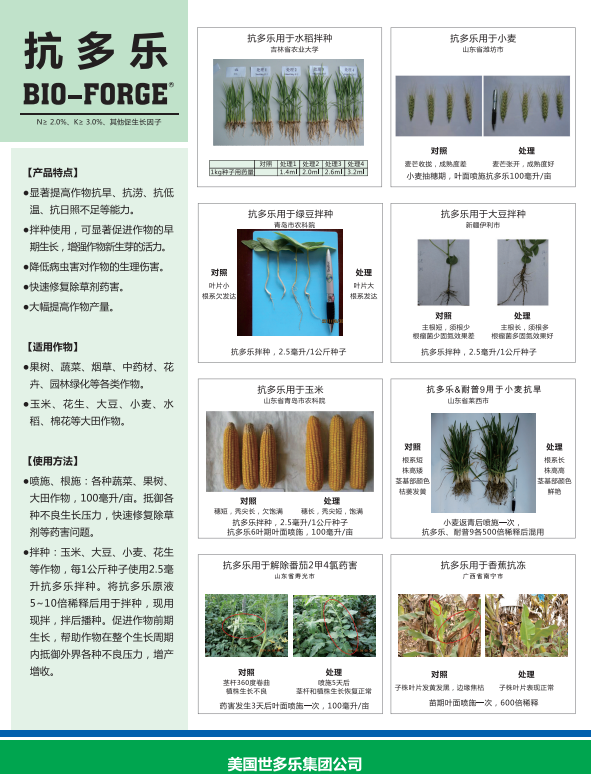 抗多乐
BIO-FORGE®
N≥ 2.0%、K≥ 3.0%、其他促生长因子
【产品特点】
●显著提高作物抗旱、抗涝、抗低
温、抗日照不足等能力。
●拌种使用，可显著促进作物的早
期生长，增强作物新生芽的活力。
●降低病虫害对作物的生理伤害。
●快速修复除草剂药害。
●大幅提高作物产量。
【适用作物】
●果树、蔬菜、烟草、中药材、花
卉、园林绿化等各类作物。
●玉米、花生、大豆、小麦、水
稻、棉花等大田作物。
【使用方法】
●喷施、根施：各种蔬菜、果树、
大田作物，100毫升/亩。抵御各
种不良生长压力，快速修复除草
剂等药害问题。
●拌种：玉米、大豆、小麦、花生
等作物，每1公斤种子使用2.5毫
升抗多乐拌种。将抗多乐原液
5~10倍稀释后用于拌种，现用
现拌，拌后播种。促进作物前期
生长，帮助作物在整个生长周期
内抵御外界各种不良压力，增产
增收。
抗多乐用于水稻拌种
吉林省农业大学
对照 处理1 处理2 处理3 处理4
1kg种子用药量 1.4ml 2.0ml 2.6ml 3.2ml
抗多乐用于小麦
山东省潍坊市
对照 处理
麦芒收拢，成熟度差 麦芒张开，成熟度好
小麦抽穗期，叶面喷施抗多乐100毫升/亩
抗多乐用于绿豆拌种
青岛市农科院
对照
叶片小
根系欠发达
处理
叶片大
根系发达
抗多乐拌种，2.5毫升/1公斤种子
抗多乐用于大豆拌种
新疆伊利市
对照 处理
主根短，须根少 主根长，须根多
根瘤菌少固氮效果差 根瘤菌多固氮效果好
抗多乐拌种，2.5毫升/1公斤种子
抗多乐用于玉米
山东省青岛市农科院
对照 处理
穗短，秃尖长，欠饱满 穗长，秃尖短，饱满
抗多乐拌种，2.5毫升/1公斤种子
抗多乐6叶期叶面喷施，100毫升/亩
抗多乐&耐普9用于小麦抗旱
山东省莱西市
对照
根系短
株高矮
茎基部颜色
枯萎发黄
处理
根系长
株高高
茎基部颜色
鲜艳
小麦返青后喷施一次，
抗多乐、耐普9各500倍稀释后混用
抗多乐用于解除番茄2甲4氯药害
山东省寿光市
对照 处理
茎杆360度卷曲 喷施5天后
植株生长不良 茎杆和植株生长恢复正常
药害发生3天后叶面喷施一次，100毫升/亩
抗多乐用于香蕉抗冻
广西省南宁市
对照 处理
子株叶片发黄发黑，边缘焦枯 子株叶片表现正常
苗期叶面喷施一次，600倍稀释
美国世多乐集团公司